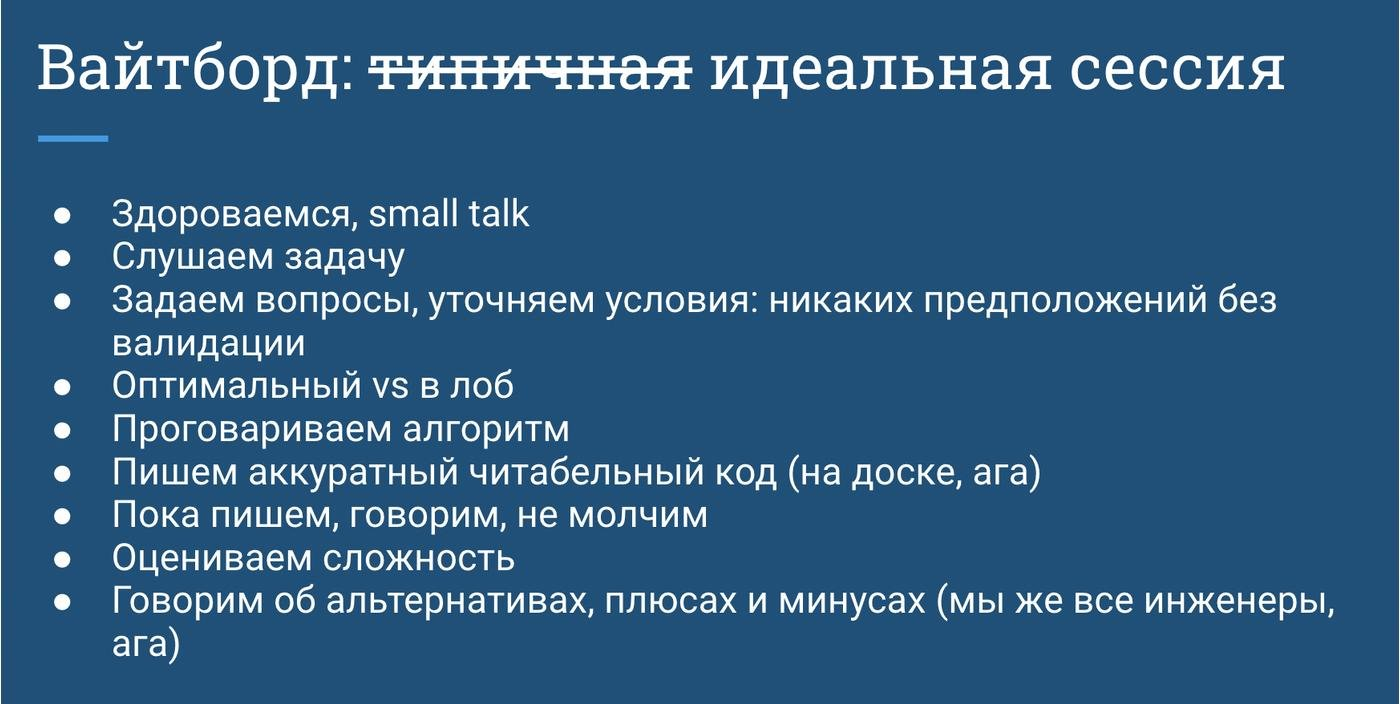 Вайтборд: типичная идеальная сессия
● Здороваемся, small talk
● Слушаем задачу
● Задаем вопросы, уточняем условия: никаких предположений без
валидации
● Оптимальный vs в лоб
● Проговариваем алгоритм
● Пишем аккуратный читабельный код (на доске, ага)
● Пока пишем, говорим, не молчим
● Оцениваем сложность
● Говорим об альтернативах, плюсах и минусах (мы же все инженеры,
ага)